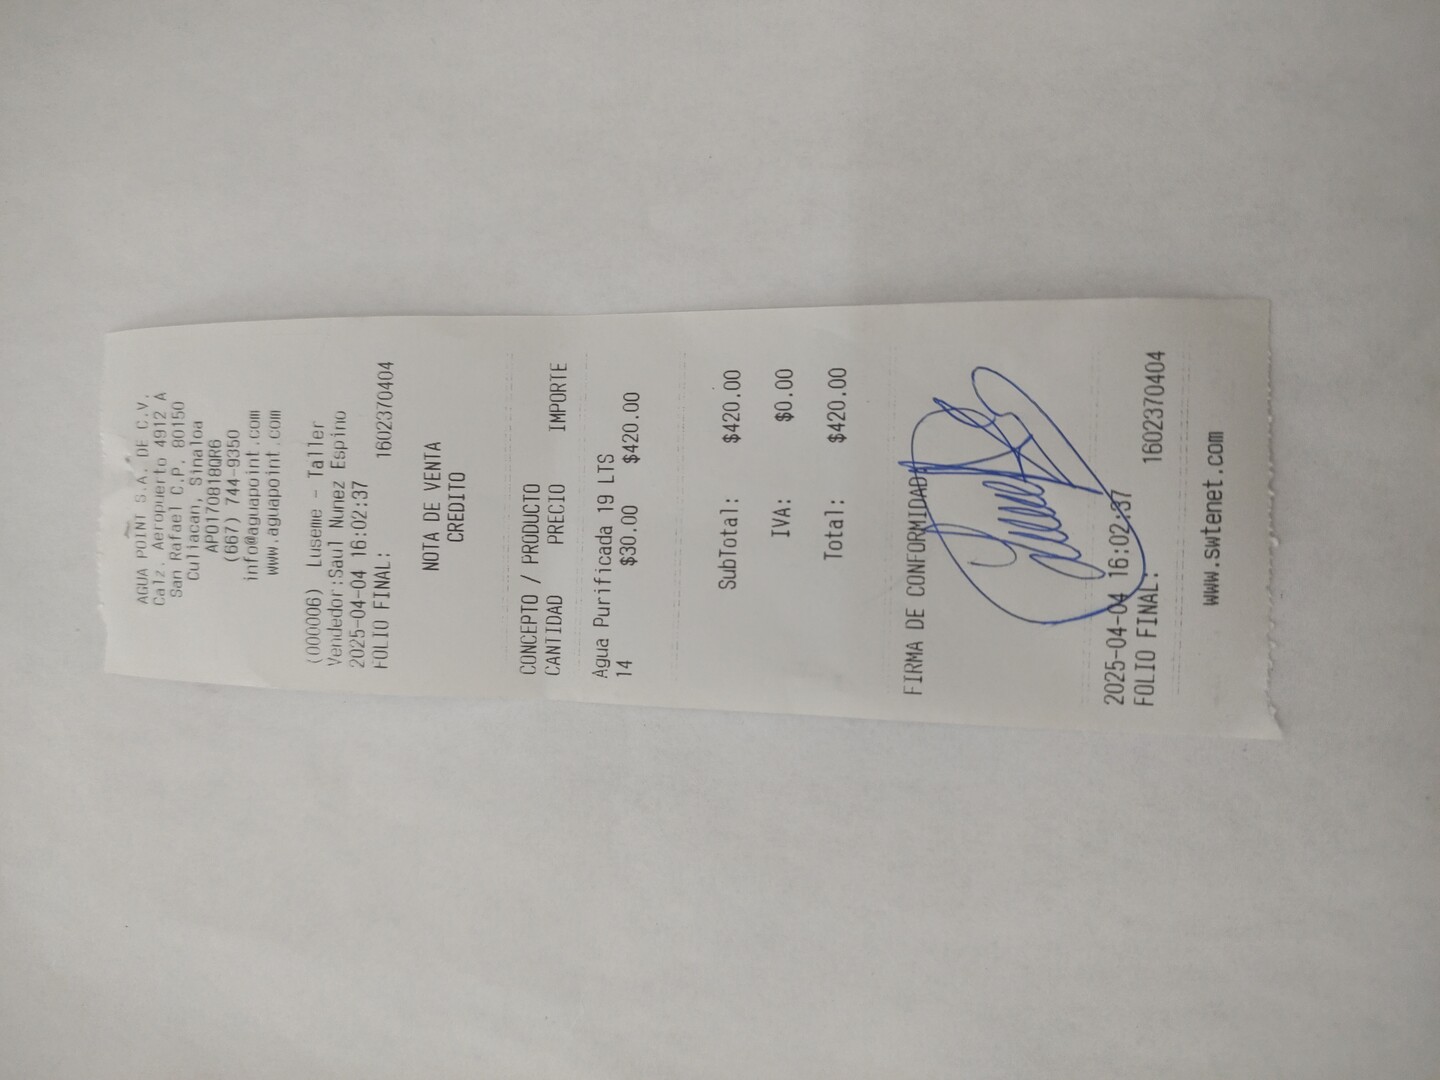 AGUA POINT S.A. DE C.V.
Calz. Aeropuerto 4912 A
San Rafael C.P. 80150
Culiacan, Sinaloa
APO170818QR6
(667) 744-9350
info@aguapoint.com
www.aguapoint.com
(000006) Luseme - Taller
Vendedor:Saul Nunez Espino
2025-04-04 16:02:37
FOLIO FINAL: 1602370404
NOTA DE VENTA
CREDITO
CONCEPTO / PRODUCTO
CANTIDAD PRECIO IMPORTE
Agua Purificada 19 LTS
14 $30.00 $420.00
SubTotal: $420.00
IVA: $0.00
Total: $420.00
FIRMA DE CONFORMIDAD
2025-04-04 16:02:37
FOLIO FINAL: 1602370404
www.swtenet.com